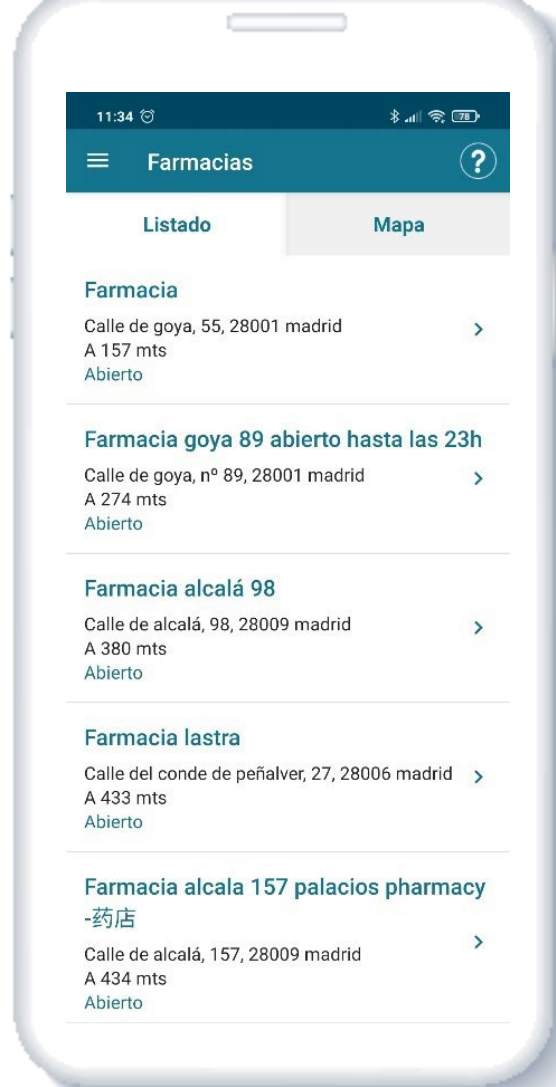 11:34
78
Farmacias
?
Listado
Mapa
Farmacia
Calle de goya, 55, 28001 madrid
A 157 mts
Abierto
Farmacia goya 89 abierto hasta las 23h
Calle de goya, nº 89, 28001 madrid
A 274 mts
Abierto
Farmacia alcalá 98
Calle de alcalá, 98, 28009 madrid
A 380 mts
Abierto
Farmacia lastra
Calle del conde de peñalver, 27, 28006 madrid
A 433 mts
Abierto
Farmacia alcala 157 palacios pharmacy
-药店
Calle de alcalá, 157, 28009 madrid
A 434 mts
Abierto